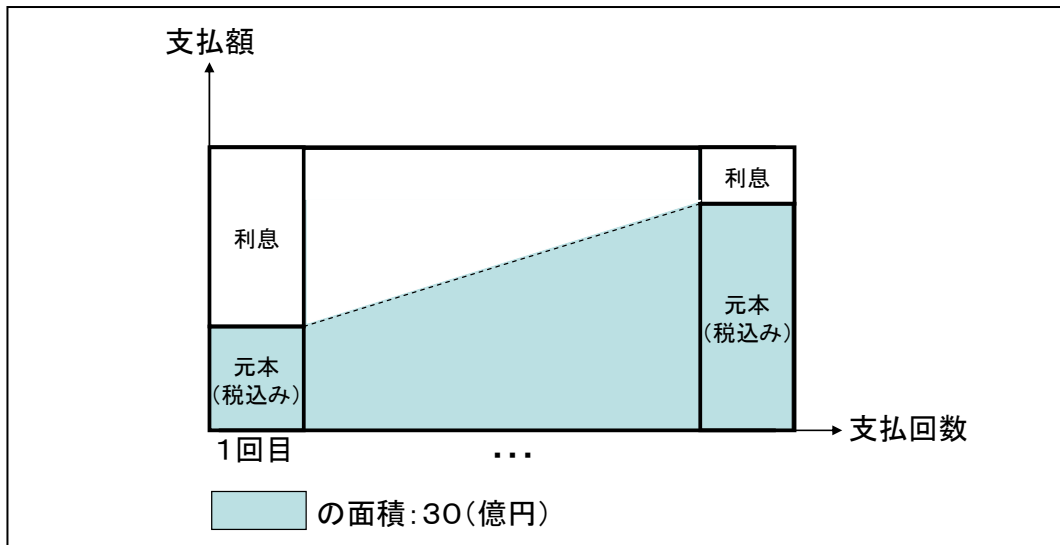 支払額
利息
利息
元本
(税込み)
元本
(税込み)
支払回数
1回目
・・・
の面積:30(億円)